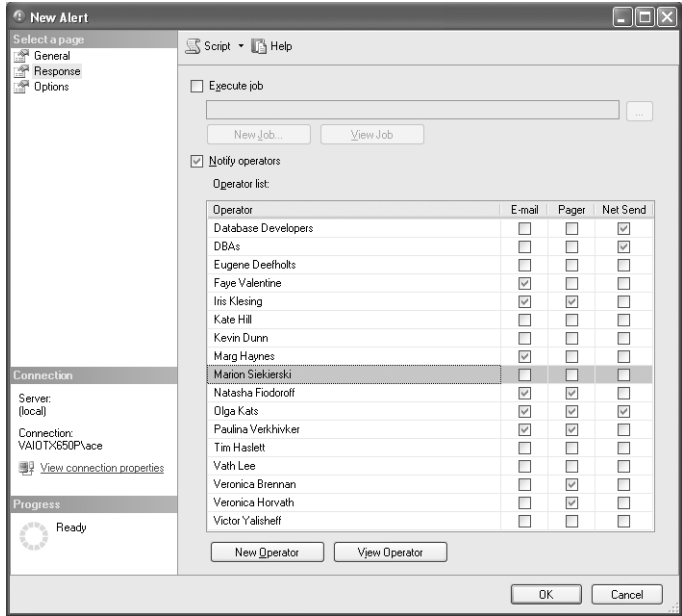 New Alert
Select a page
General
Response
Options
Script Help
Execute job
...
New Job... View Job
Notify operators
Operator list:
Operator E-mail Pager Net Send
Database Developers
DBAs
Eugene Deefholts
Faye Valentine
Iris Klesing
Kate Hill
Kevin Dunn
Marg Haynes
Marion Siekierski
Natasha Fiodoroff
Olga Kats
Paulina Verkhivker
Tim Haslett
Vath Lee
Veronica Brennan
Veronica Horvath
Victor Yalisheff
New Operator View Operator
Connection
Server:
(local)
Connection:
VAIOTX650P\ace
View connection properties
Progress
Ready
OK Cancel